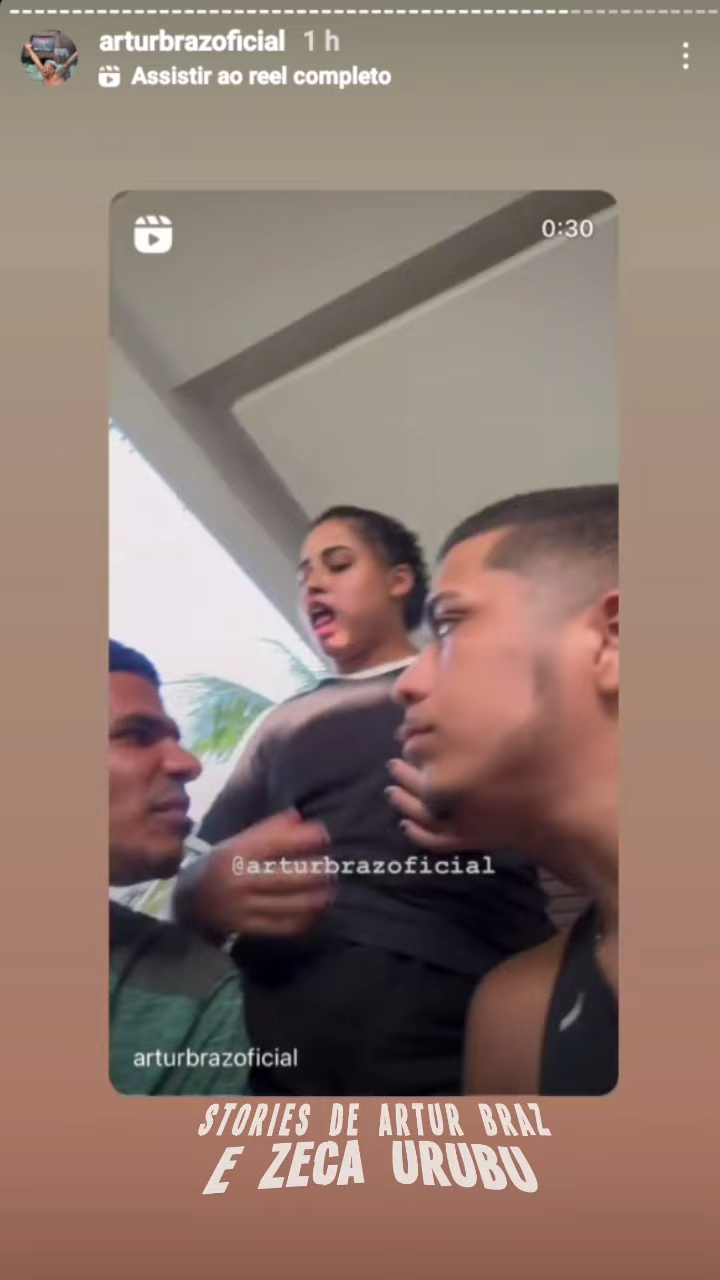 arturbrazoficial 1 h
Assistir ao reel completo
0:30
@arturbrazoficial
arturbrazoficial
STORIES DE ARTUR BRAZ
E ZECA URUBU